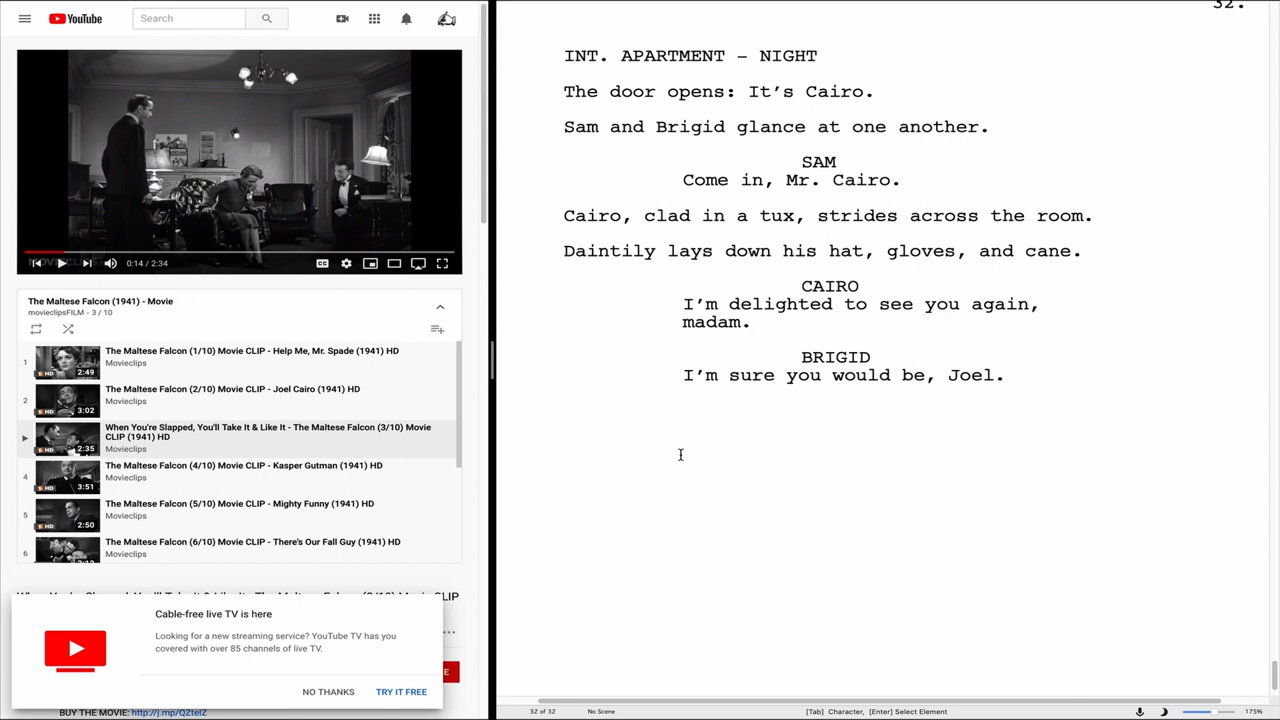 YouTube
Search
0:14 / 2:34
The Maltese Falcon (1941) - Movie
movieclipsFILM - 3 / 10
1
The Maltese Falcon (1/10) Movie CLIP - Help Me, Mr. Spade (1941) HD
Movieclips
2:49
2
The Maltese Falcon (2/10) Movie CLIP - Joel Cairo (1941) HD
Movieclips
3:02
When You're Slapped, You'll Take It & Like It - The Maltese Falcon (3/10) Movie
CLIP (1941) HD
Movieclips
2:35
4
The Maltese Falcon (4/10) Movie CLIP - Kasper Gutman (1941) HD
Movieclips
3:51
5
The Maltese Falcon (5/10) Movie CLIP - Mighty Funny (1941) HD
Movieclips
2:50
6
The Maltese Falcon (6/10) Movie CLIP - There's Our Fall Guy (1941) HD
Movieclips
Cable-free live TV is here
Looking for a new streaming service? YouTube TV has you
covered with over 85 channels of live TV.
NO THANKS TRY IT FREE
BUY THE MOVIE: http://j.mp/QZteIZ
32.
INT. APARTMENT – NIGHT
The door opens: It’s Cairo.
Sam and Brigid glance at one another.
SAM
Come in, Mr. Cairo.
Cairo, clad in a tux, strides across the room.
Daintily lays down his hat, gloves, and cane.
CAIRO
I’m delighted to see you again,
madam.
BRIGID
I’m sure you would be, Joel.
32 of 32 No Scene [Tab] Character, [Enter] Select Element 175%